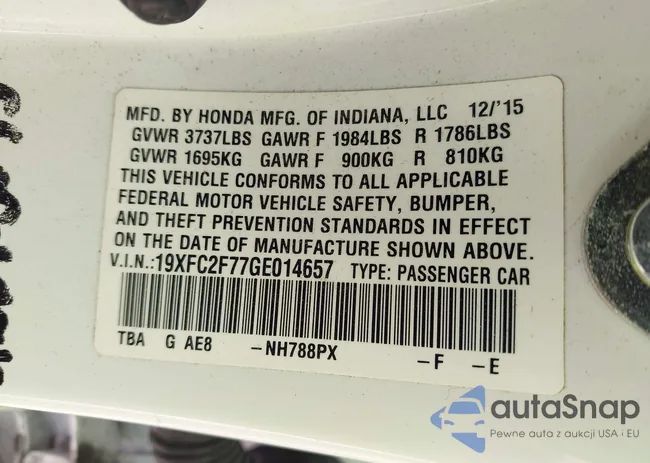 MFD. BY HONDA MFG. OF INDIANA, LLC 12/'15
GVWR 3737LBS GAWR F 1984LBS R 1786LBS
GVWR 1695KG GAWR F 900KG R 810KG
THIS VEHICLE CONFORMS TO ALL APPLICABLE
FEDERAL MOTOR VEHICLE SAFETY, BUMPER,
AND THEFT PREVENTION STANDARDS IN EFFECT
ON THE DATE OF MANUFACTURE SHOWN ABOVE.
V.I.N.:19XFC2F77GE014657 TYPE: PASSENGER CAR
TBA G AE8 -NH788PX -F -E
autaSnap
Pewne auta z aukcji USA i EU